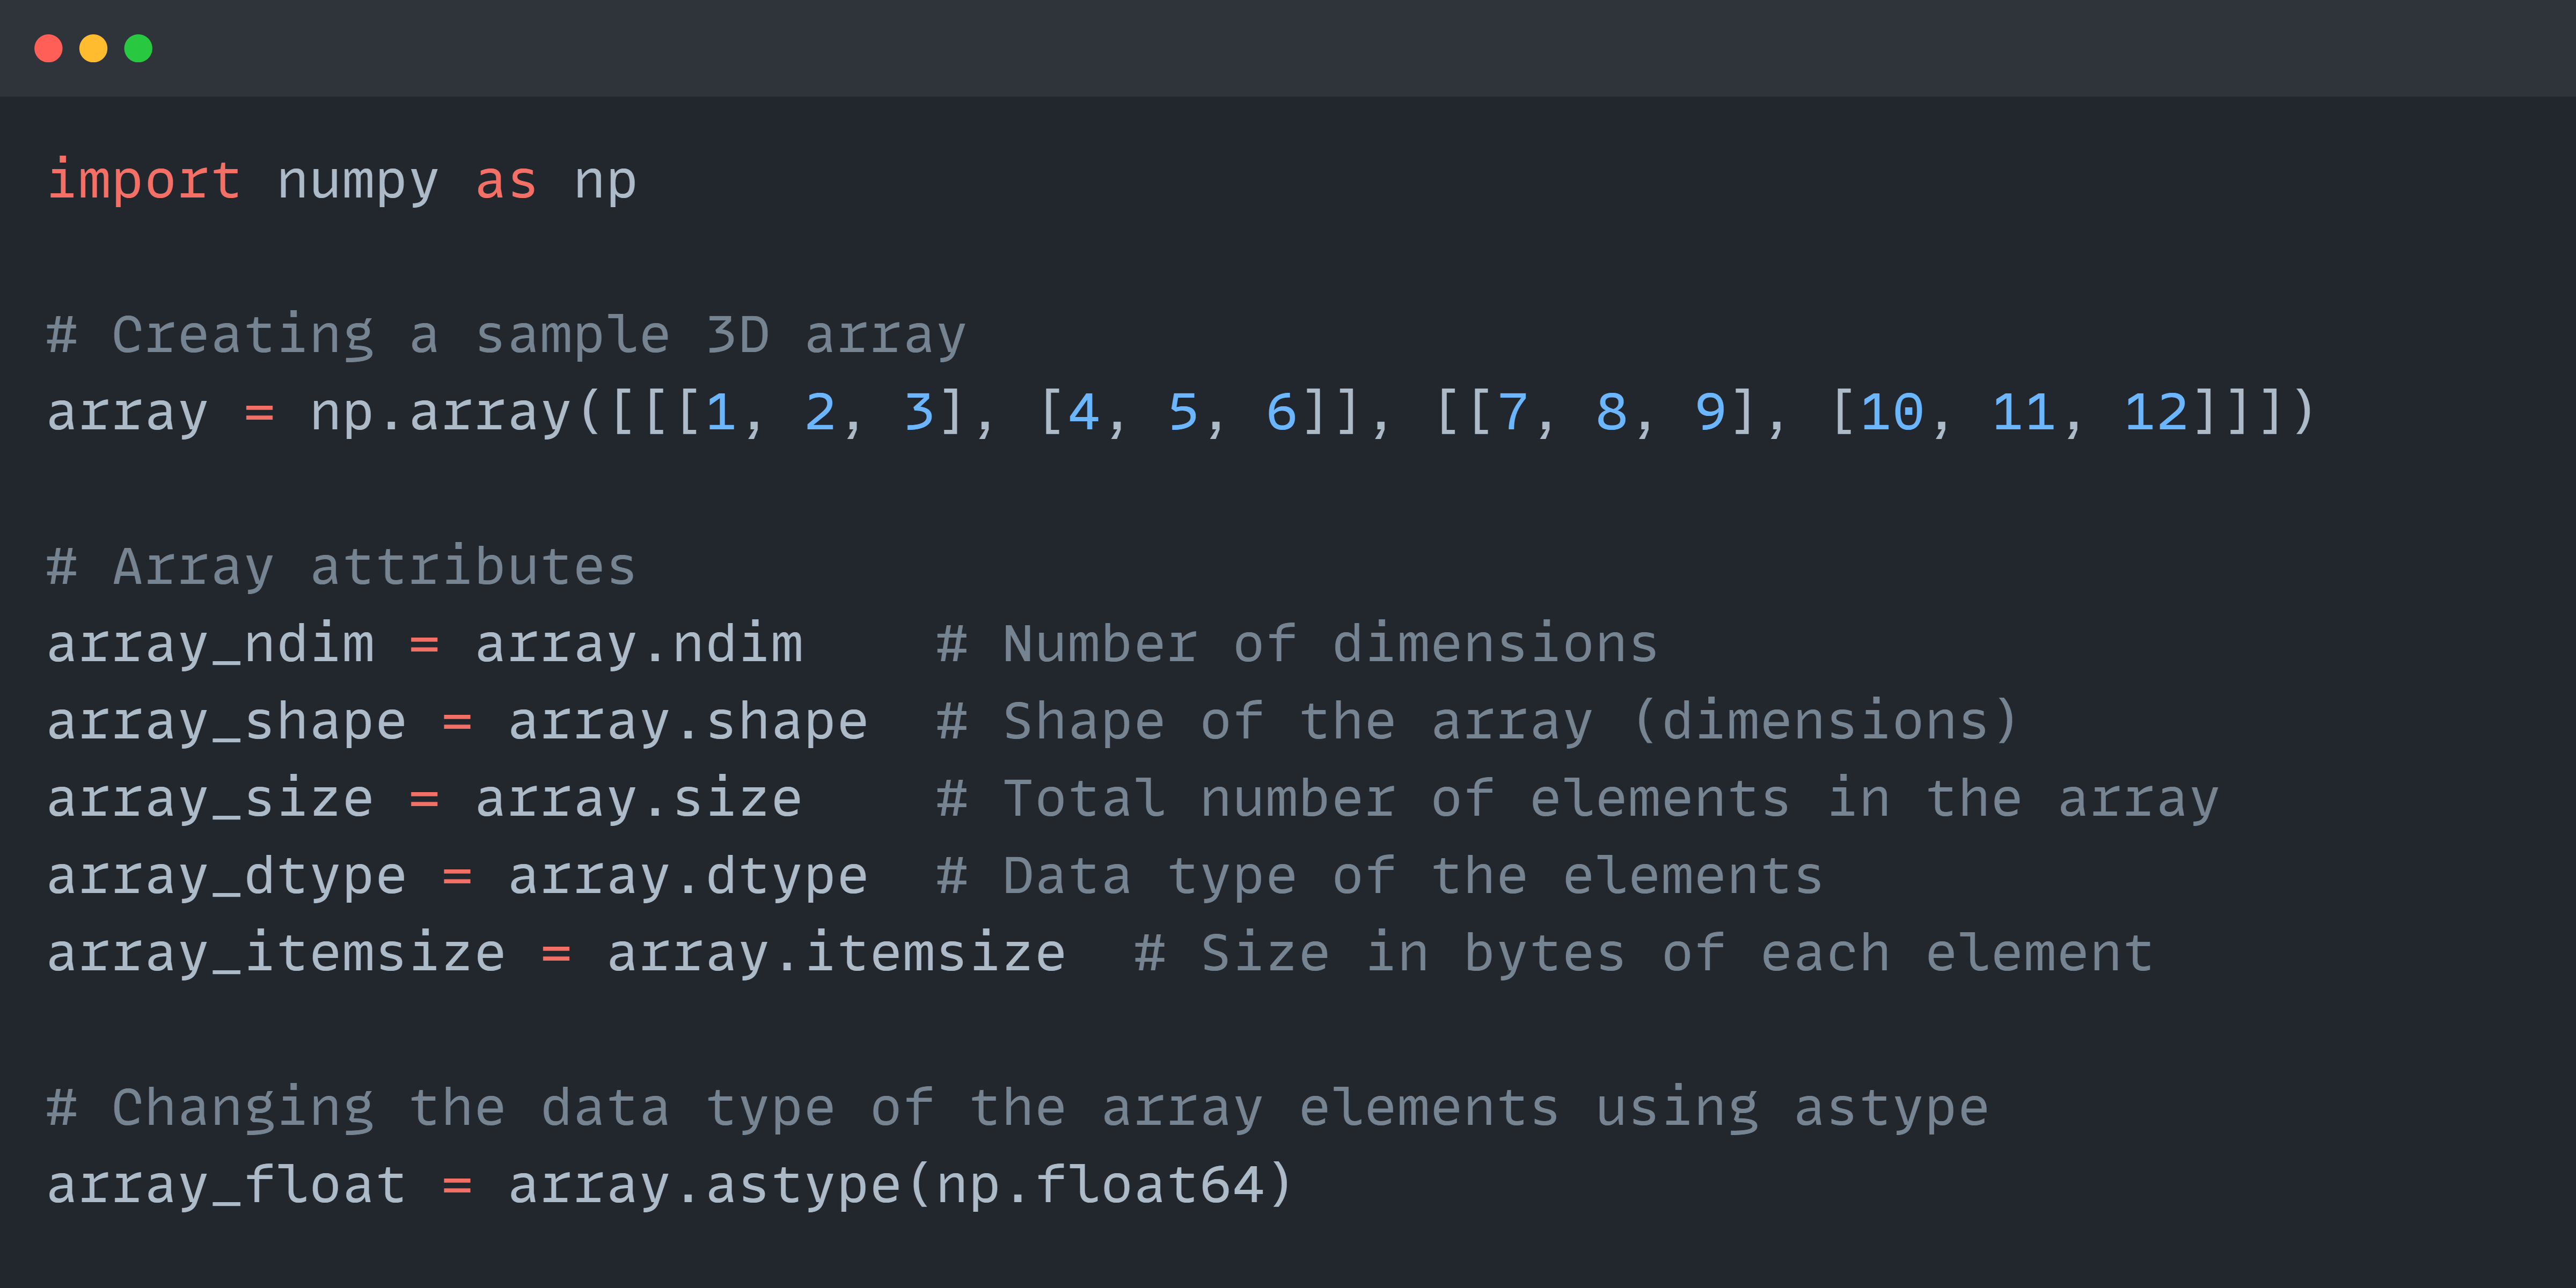 import numpy as np
# Creating a sample 3D array
array = np.array([[[1, 2, 3], [4, 5, 6]], [[7, 8, 9], [10, 11, 12]]])
# Array attributes
array_ndim = array.ndim    # Number of dimensions
array_shape = array.shape  # Shape of the array (dimensions)
array_size = array.size    # Total number of elements in the array
array_dtype = array.dtype  # Data type of the elements
array_itemsize = array.itemsize  # Size in bytes of each element
# Changing the data type of the array elements using astype
array_float = array.astype(np.float64)